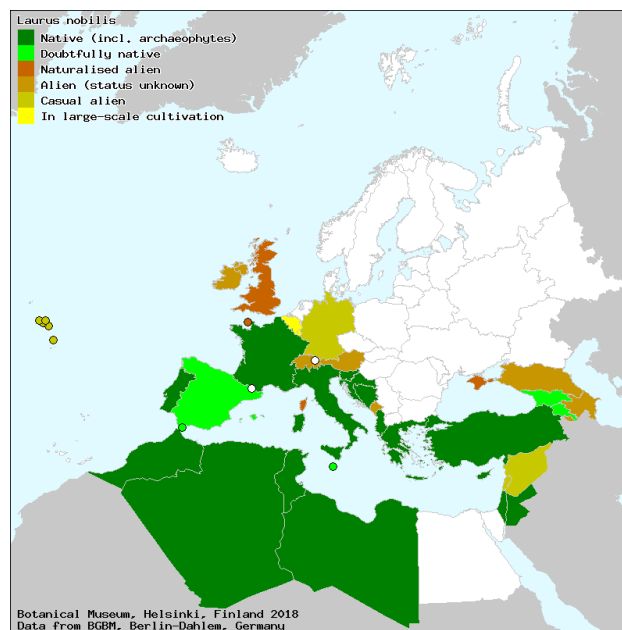 Laurus nobilis
Native (incl. archaeophytes)
Doubtfully native
Naturalised alien
Alien (status unknown)
Casual alien
In large-scale cultivation
Botanical Museum, Helsinki, Finland 2018
Data from BGBM, Berlin-Dahlem, Germany